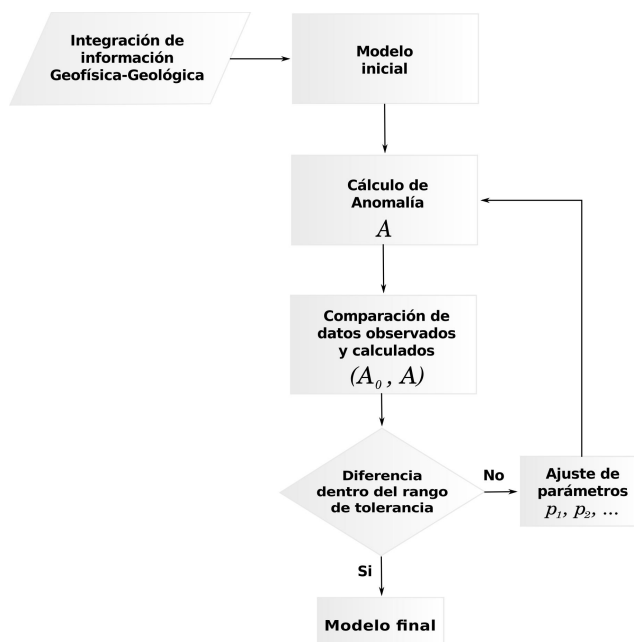 Integración de
información
Geofísica-Geológica
Modelo
inicial
Cálculo de
Anomalía
A
Comparación de
datos observados
y calculados
(A₀ , A)
Diferencia
dentro del rango
de tolerancia
No
Ajuste de
parámetros
p₁, p₂, ...
Si
Modelo final